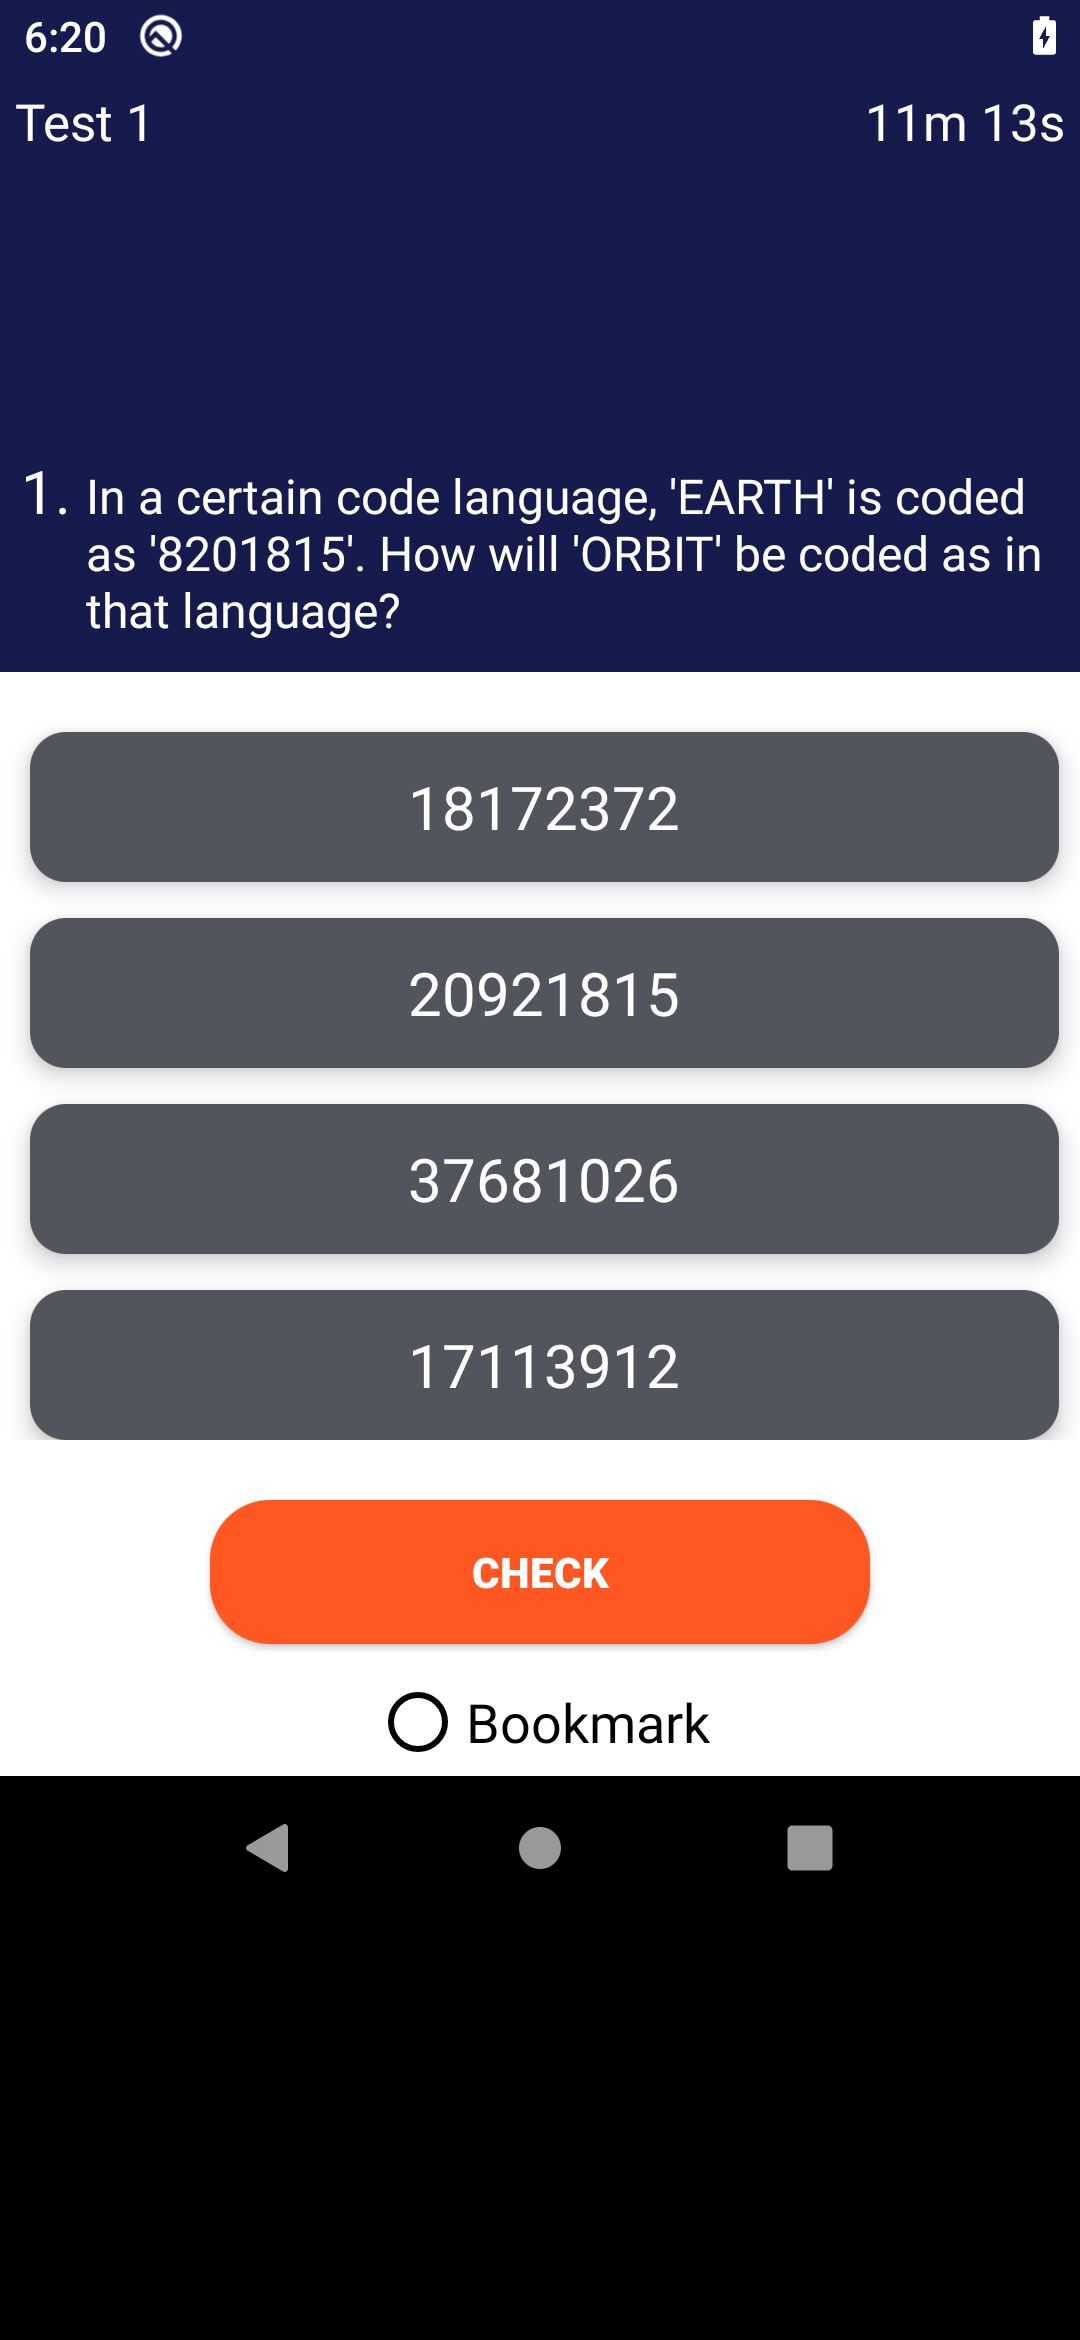 6:20
Test 1
11m 13s
1. In a certain code language, 'EARTH' is coded
as '8201815'. How will 'ORBIT' be coded as in
that language?
18172372
20921815
37681026
17113912
CHECK
Bookmark